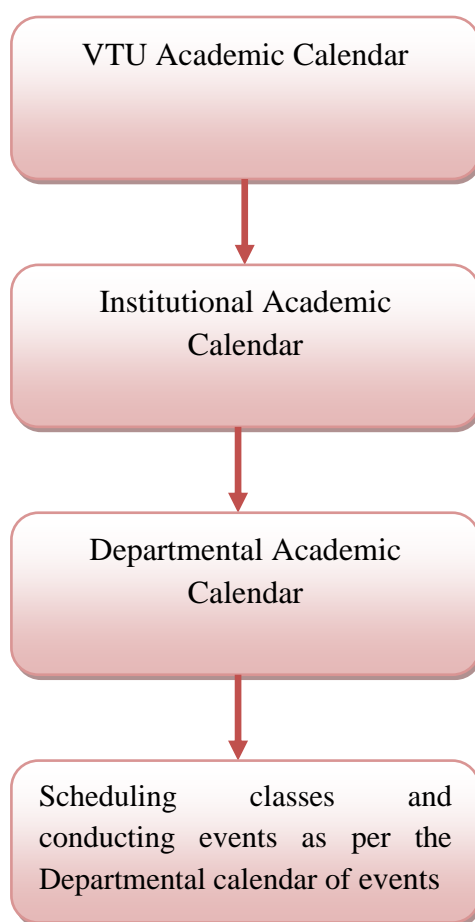 VTU Academic Calendar
Institutional Academic
Calendar
Departmental Academic
Calendar
Scheduling classes and
conducting events as per the
Departmental calendar of events